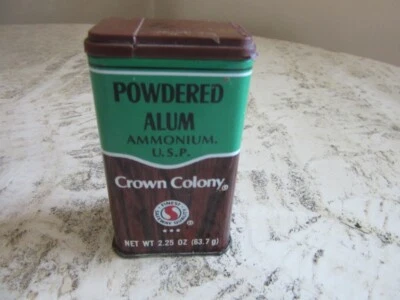 POWDERED
ALUM
AMMONIUM.
U.S.P.
Crown Colony®
®
NET WT 2.25 OZ (63.7 g)